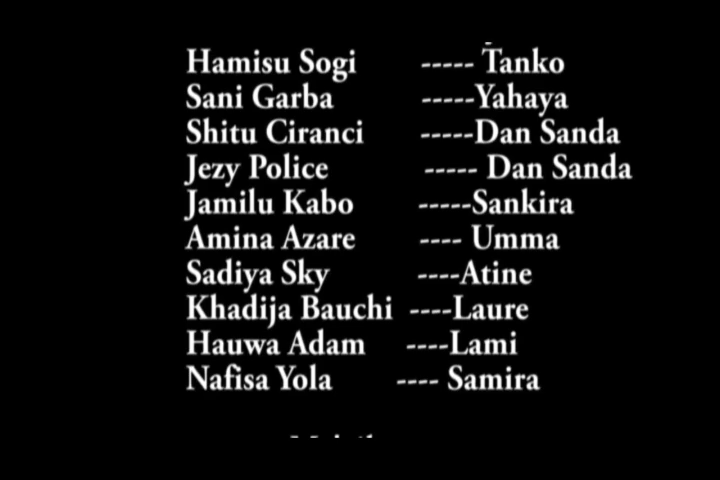 Hamisu Sogi ----- Tanko
Sani Garba -----Yahaya
Shitu Ciranci -----Dan Sanda
Jezy Police ----- Dan Sanda
Jamilu Kabo -----Sankira
Amina Azare ---- Umma
Sadiya Sky ----Atine
Khadija Bauchi ----Laure
Hauwa Adam ----Lami
Nafisa Yola ---- Samira